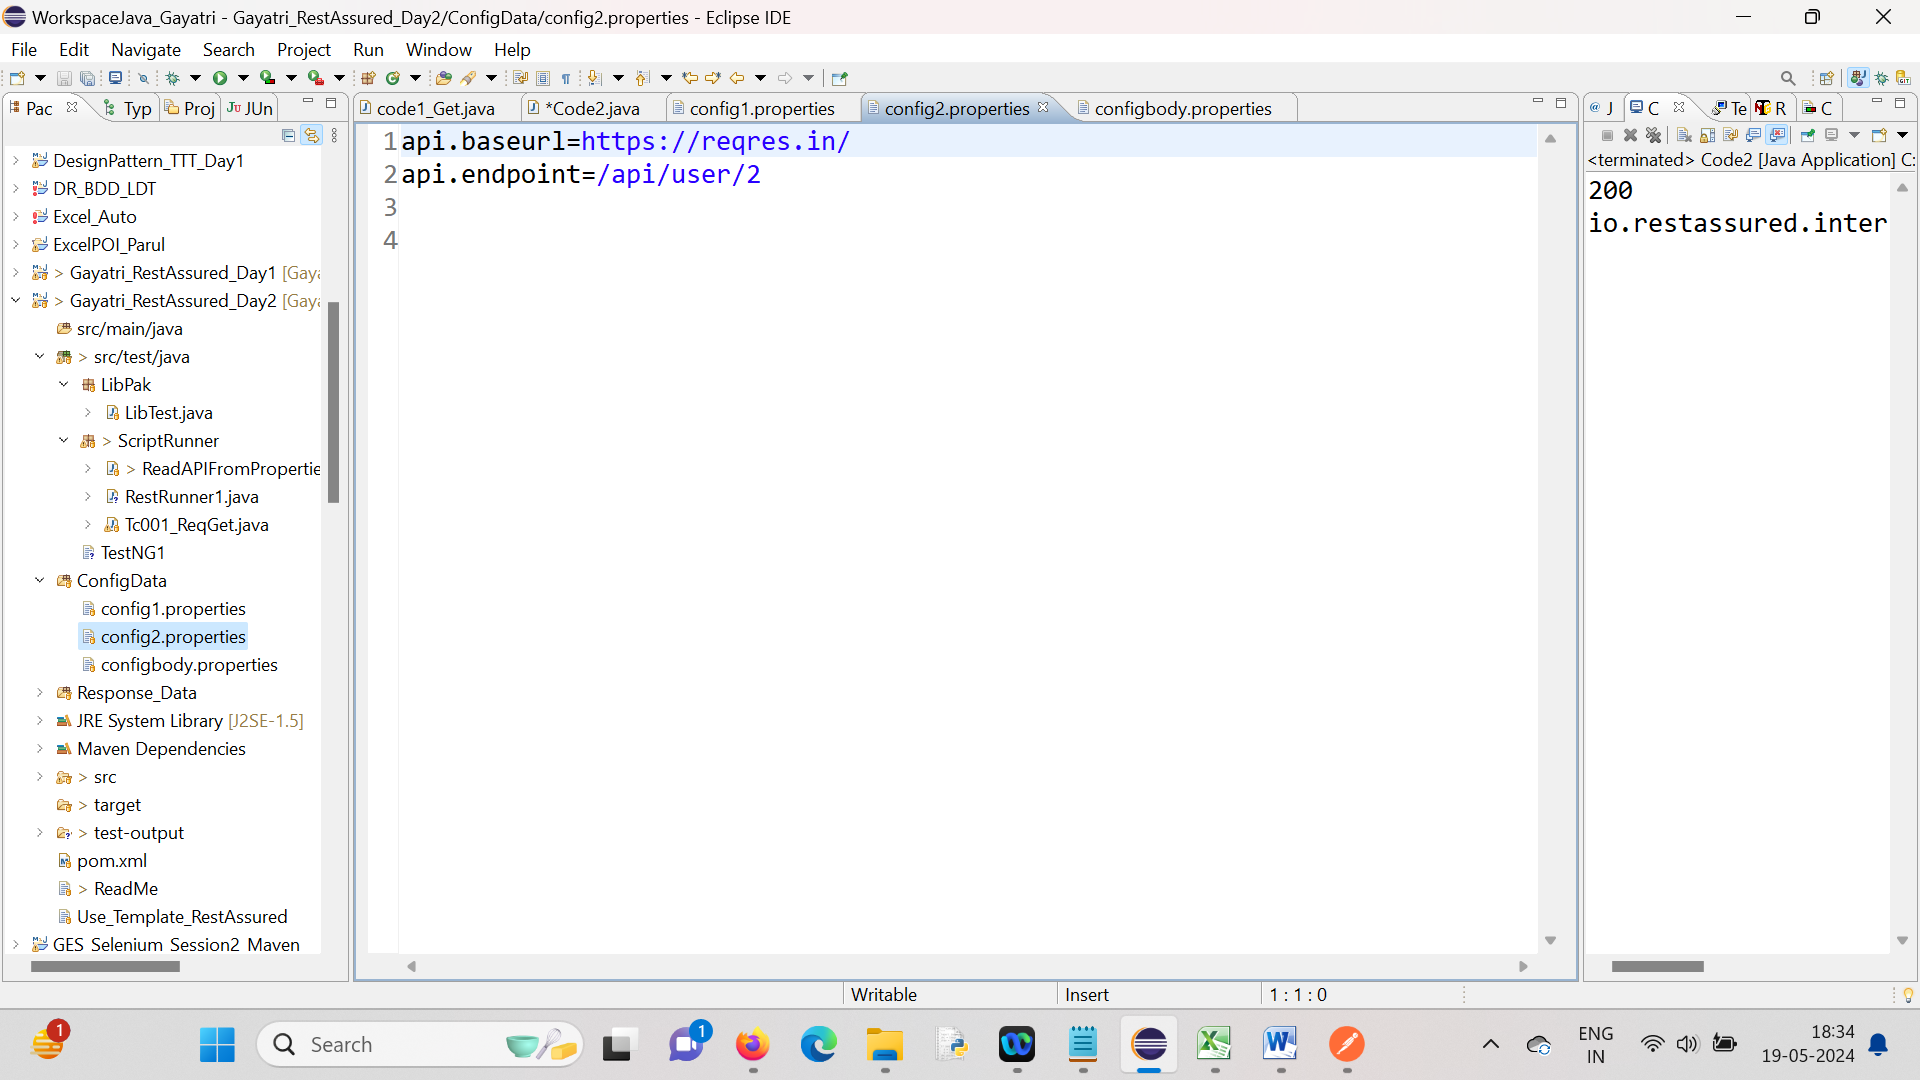 WorkspaceJava_Gayatri - Gayatri_RestAssured_Day2/ConfigData/config2.properties - Eclipse IDE
File Edit Navigate Search Project Run Window Help
Pac Typ Proj JUn
code1_Get.java *Code2.java config1.properties config2.properties configbody.properties
J C Te R C
DesignPattern_TTT_Day1
DR_BDD_LDT
Excel_Auto
ExcelPOI_Parul
> Gayatri_RestAssured_Day1 [Gaya
> Gayatri_RestAssured_Day2 [Gaya
src/main/java
> src/test/java
LibPak
LibTest.java
> ScriptRunner
> ReadAPIFromPropertie
RestRunner1.java
Tc001_ReqGet.java
TestNG1
ConfigData
config1.properties
config2.properties
configbody.properties
Response_Data
JRE System Library [J2SE-1.5]
Maven Dependencies
> src
> target
> test-output
pom.xml
> ReadMe
Use_Template_RestAssured
GES_Selenium_Session2_Maven
1 api.baseurl=https://reqres.in/
2 api.endpoint=/api/user/2
3
4
<terminated> Code2 [Java Application] C:
200
io.restassured.inter
Writable Insert 1 : 1 : 0
1 Search 1 ENG IN 18:34 19-05-2024